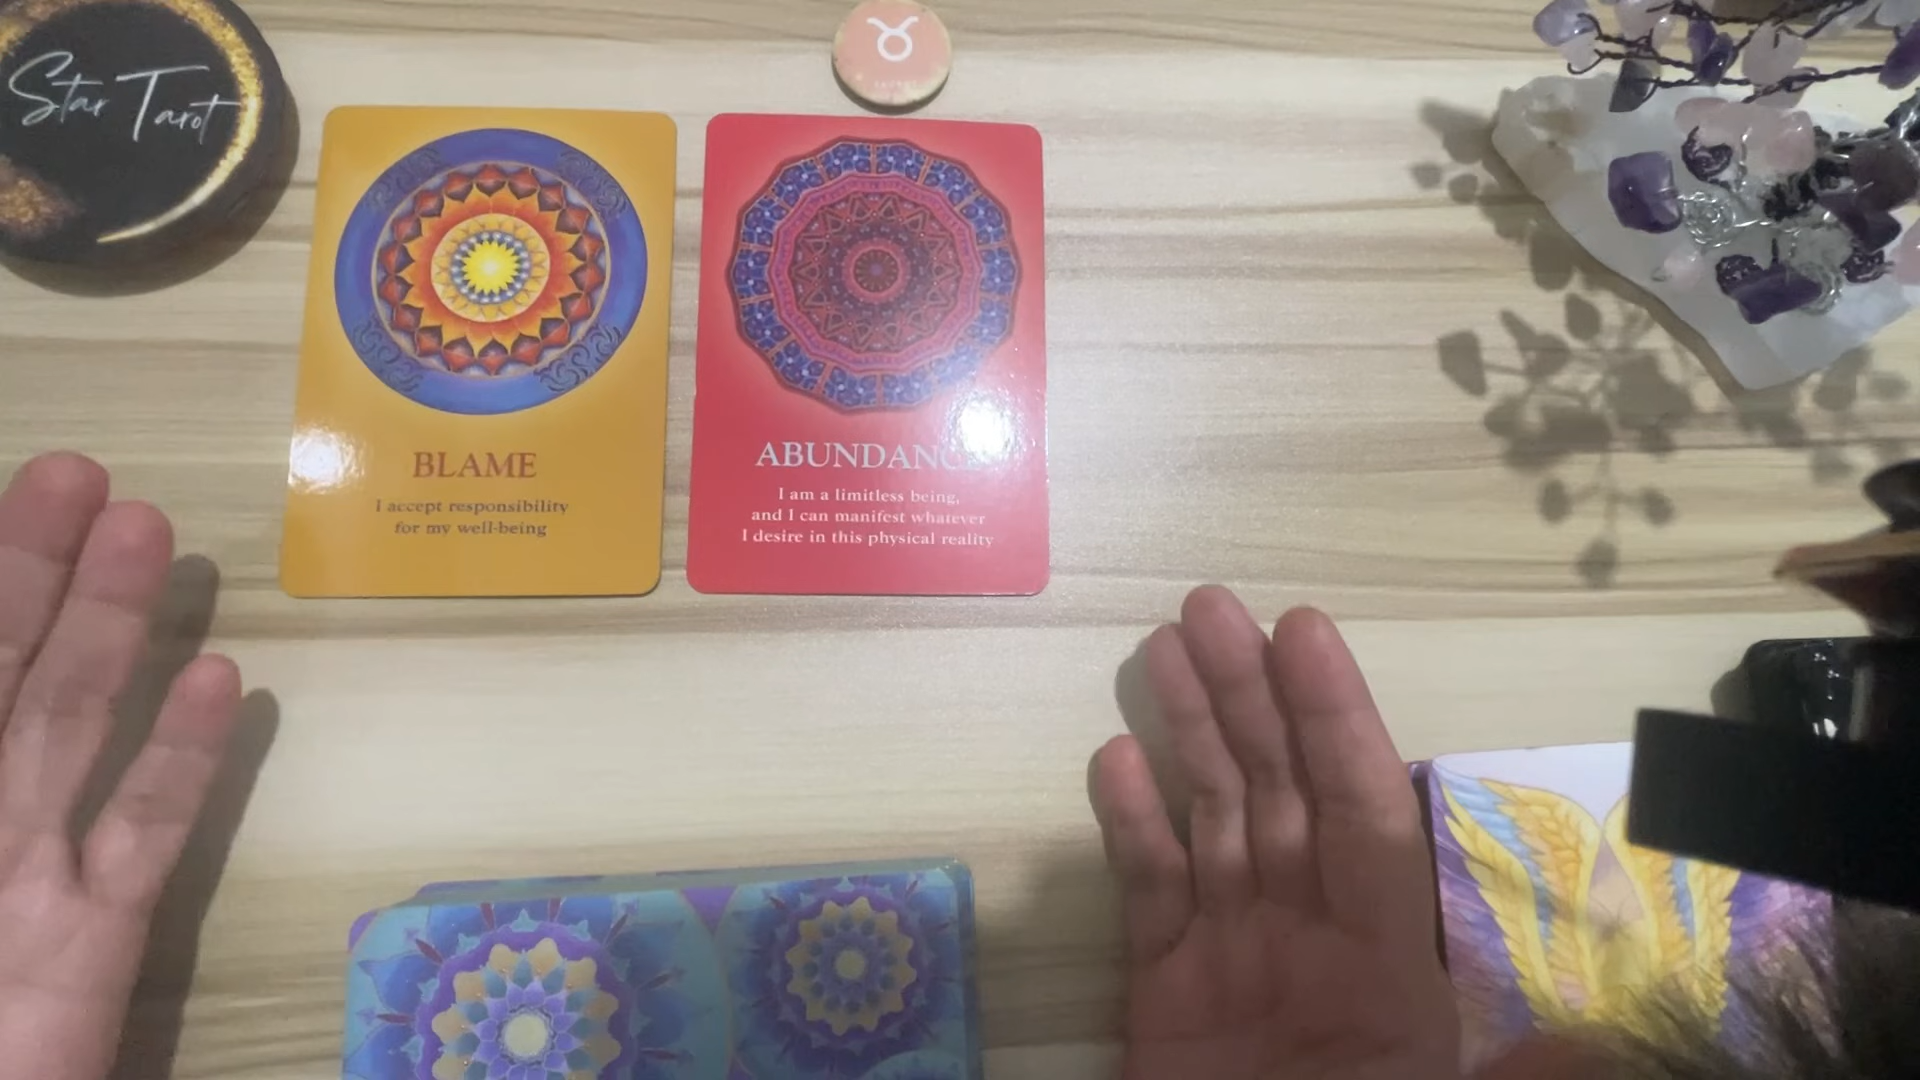 Star Tarot
BLAME
I accept responsibility
for my well-being
ABUNDANCE
I am a limitless being,
and I can manifest whatever
I desire in this physical reality